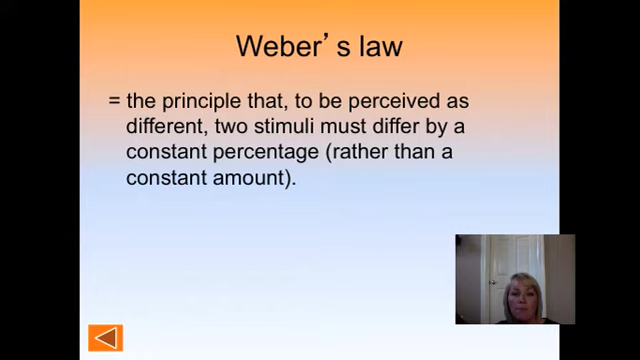 Weber's law
= the principle that, to be perceived as
different, two stimuli must differ by a
constant percentage (rather than a
constant amount).